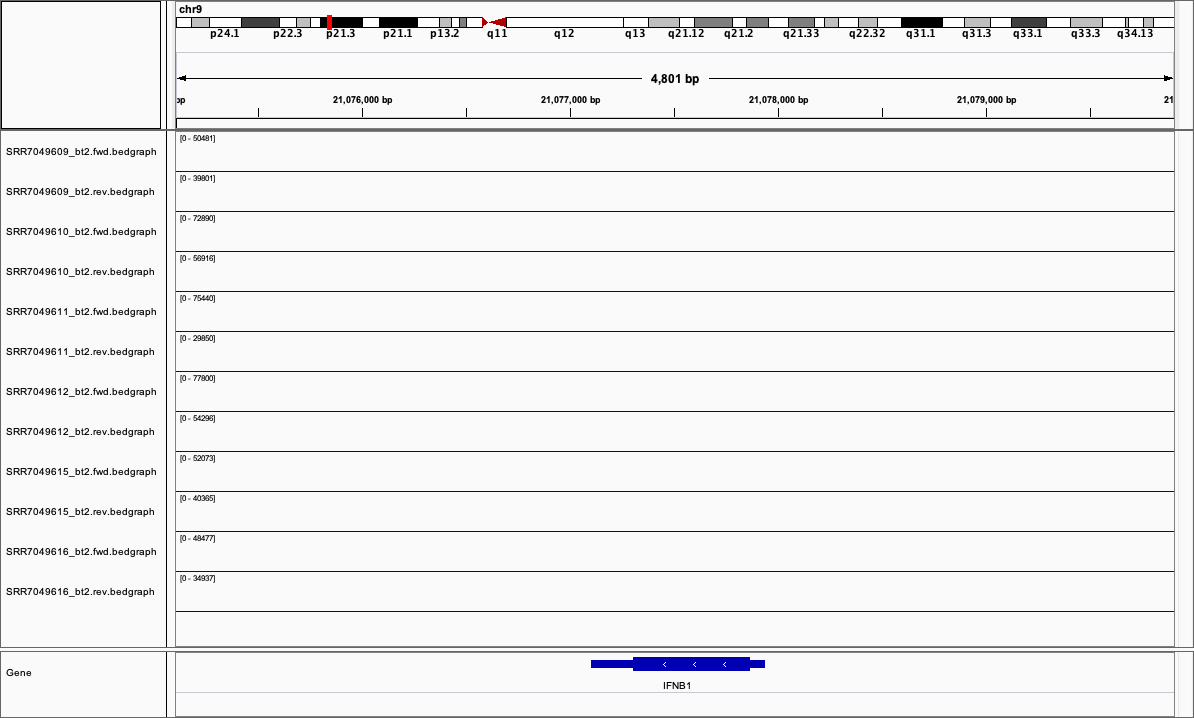 chr9
p24.1 p22.3 p21.3 p21.1 p13.2 q11 q12 q13 q21.12 q21.2 q21.33 q22.32 q31.1 q31.3 q33.1 q33.3 q34.13
4,801 bp
bp 21,076,000 bp 21,077,000 bp 21,078,000 bp 21,079,000 bp 21
SRR7049609_bt2.fwd.bedgraph [0 - 50481]
SRR7049609_bt2.rev.bedgraph [0 - 39801]
SRR7049610_bt2.fwd.bedgraph [0 - 72890]
SRR7049610_bt2.rev.bedgraph [0 - 56916]
SRR7049611_bt2.fwd.bedgraph [0 - 75440]
SRR7049611_bt2.rev.bedgraph [0 - 29850]
SRR7049612_bt2.fwd.bedgraph [0 - 77800]
SRR7049612_bt2.rev.bedgraph [0 - 54296]
SRR7049615_bt2.fwd.bedgraph [0 - 52073]
SRR7049615_bt2.rev.bedgraph [0 - 40365]
SRR7049616_bt2.fwd.bedgraph [0 - 48477]
SRR7049616_bt2.rev.bedgraph [0 - 34937]
Gene
IFNB1